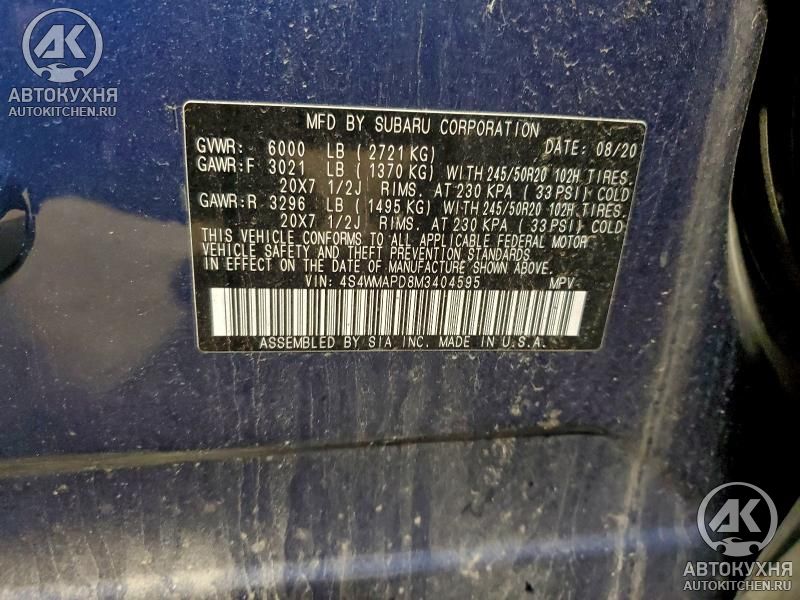 АК
АВТОКУХНЯ
AUTOKITCHEN.RU
MFD BY SUBARU CORPORATION
GVWR: 6000 LB (2721 KG) DATE: 08/20
GAWR:F 3021 LB (1370 KG) WITH 245/50R20 102H TIRES.
20X7 1/2J RIMS. AT 230 KPA (33 PSI) COLD
GAWR:R 3296 LB (1495 KG) WITH 245/50R20 102H TIRES.
20X7 1/2J RIMS. AT 230 KPA (33 PSI) COLD
THIS VEHICLE CONFORMS TO ALL APPLICABLE FEDERAL MOTOR
VEHICLE SAFETY AND THEFT PREVENTION STANDARDS
IN EFFECT ON THE DATE OF MANUFACTURE SHOWN ABOVE.
VIN: 4S4WMAPD8M3404595 MPV
ASSEMBLED BY SIA INC. MADE IN U.S.A.
АК
АВТОКУХНЯ
AUTOKITCHEN.RU